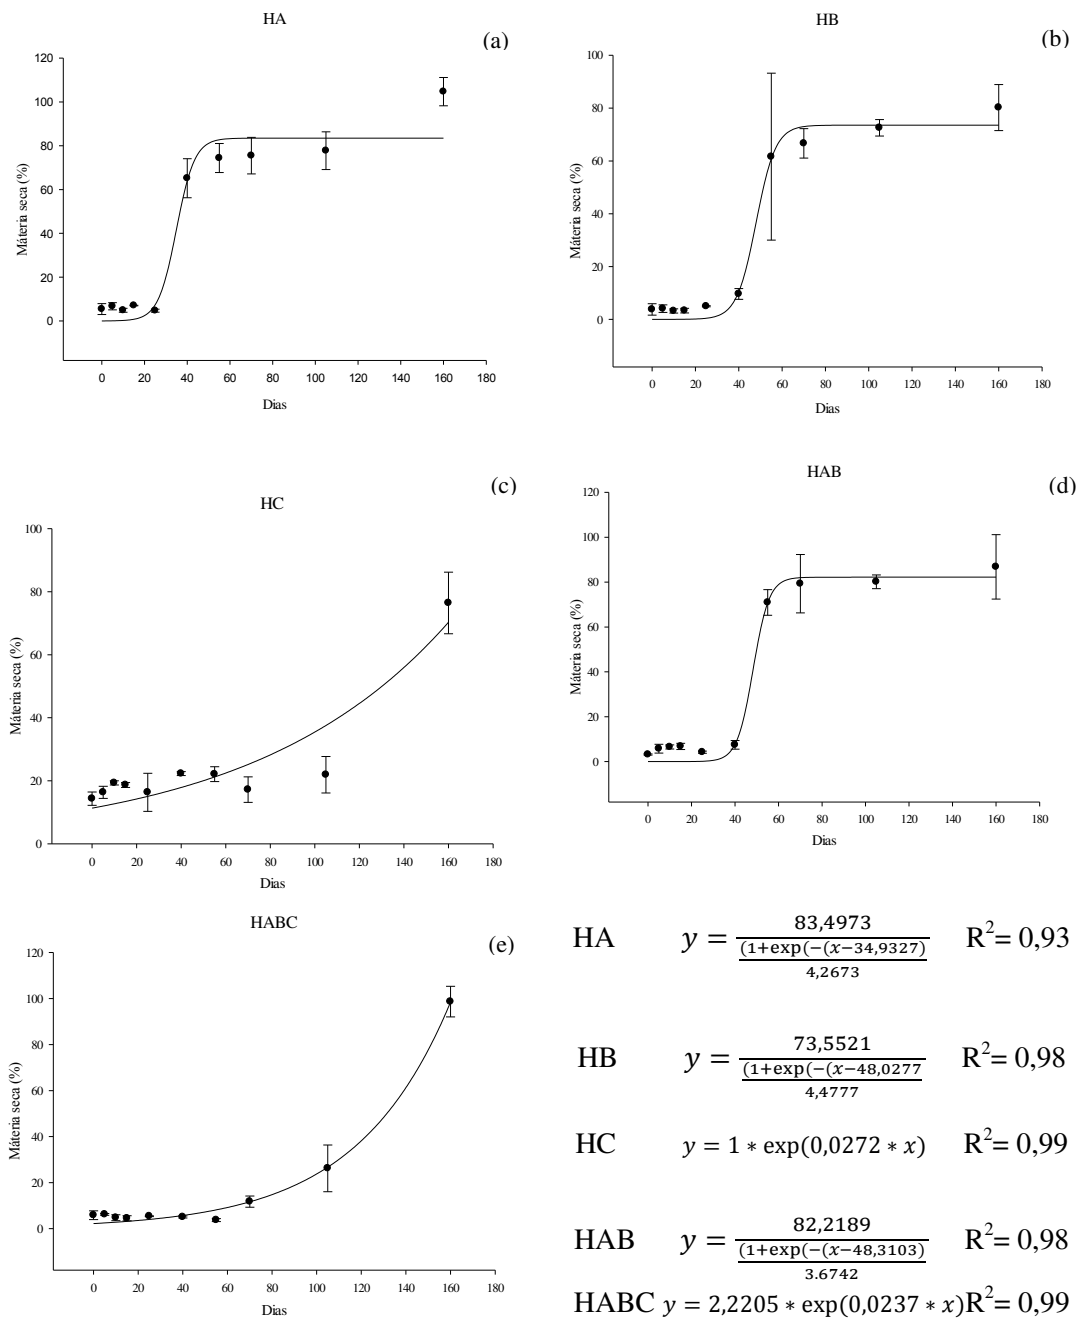 HA
(a)
120
100
80
60
40
20
0
Máteria seca (%)
0 20 40 60 80 100 120 140 160 180
Dias
HB
(b)
100
80
60
40
20
0
Máteria seca (%)
0 20 40 60 80 100 120 140 160 180
Dias
HC
(c)
100
80
60
40
20
0
Máteria seca (%)
0 20 40 60 80 100 120 140 160 180
Dias
HAB
(d)
120
100
80
60
40
20
0
Máteria seca (%)
0 20 40 60 80 100 120 140 160 180
Dias
HABC
(e)
120
100
80
60
40
20
0
Máteria seca (%)
0 20 40 60 80 100 120 140 160 180
Dias
HA y = 83,4973 / (1+exp(−(x−34,9327) / 4,2673 R²= 0,93
HB y = 73,5521 / (1+exp(−(x−48,0277 / 4,4777 R²= 0,98
HC y = 1 * exp(0,0272 * x) R²= 0,99
HAB y = 82,2189 / (1+exp(−(x−48,3103) / 3.6742 R²= 0,98
HABC y = 2,2205 * exp(0,0237 * x) R²= 0,99